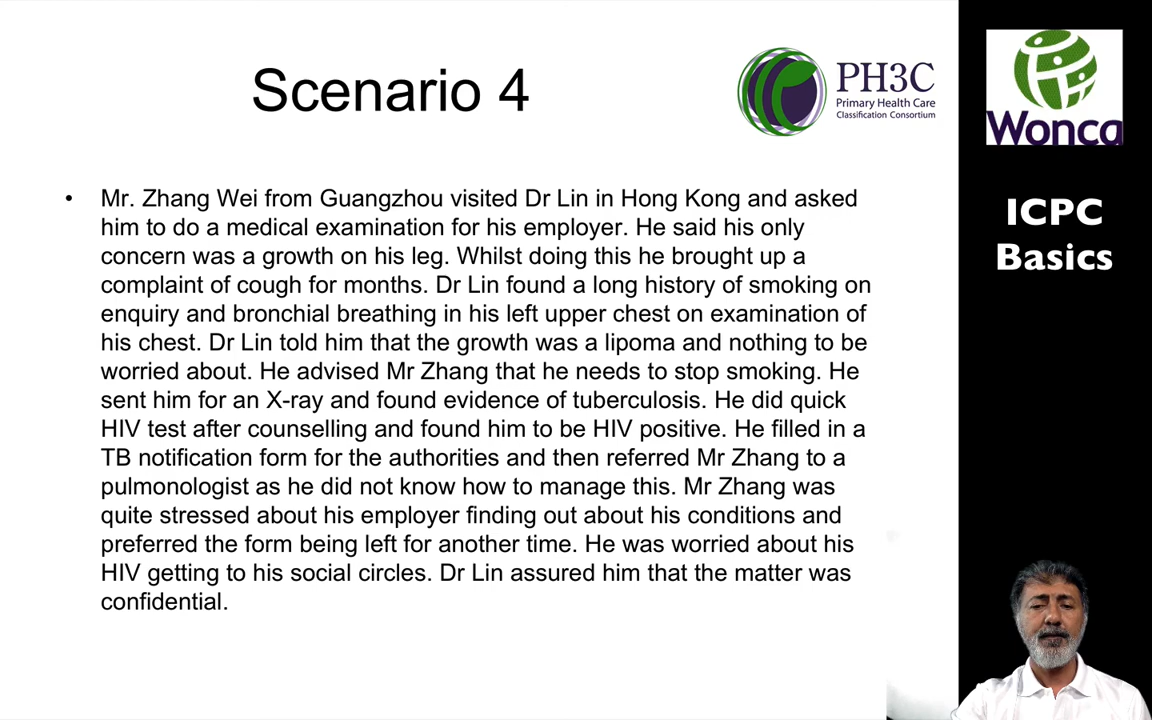 Scenario 4
PH3C
Primary Health Care
Classification Consortium
Wonca
ICPC
Basics
• Mr. Zhang Wei from Guangzhou visited Dr Lin in Hong Kong and asked
him to do a medical examination for his employer. He said his only
concern was a growth on his leg. Whilst doing this he brought up a
complaint of cough for months. Dr Lin found a long history of smoking on
enquiry and bronchial breathing in his left upper chest on examination of
his chest. Dr Lin told him that the growth was a lipoma and nothing to be
worried about. He advised Mr Zhang that he needs to stop smoking. He
sent him for an X-ray and found evidence of tuberculosis. He did quick
HIV test after counselling and found him to be HIV positive. He filled in a
TB notification form for the authorities and then referred Mr Zhang to a
pulmonologist as he did not know how to manage this. Mr Zhang was
quite stressed about his employer finding out about his conditions and
preferred the form being left for another time. He was worried about his
HIV getting to his social circles. Dr Lin assured him that the matter was
confidential.